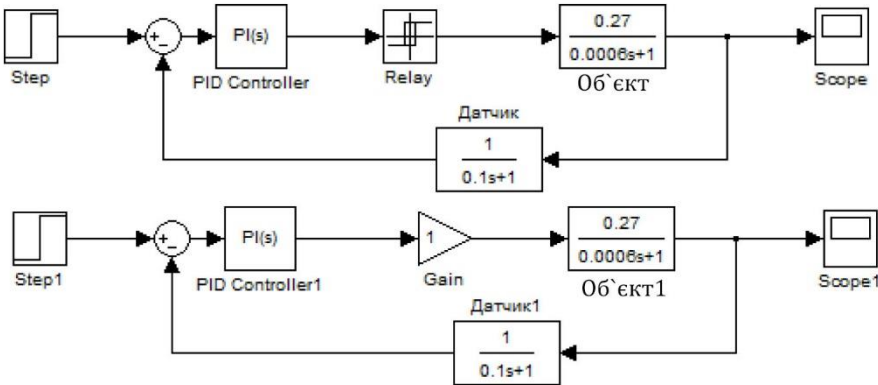 PI(s)
0.27
0.0006s+1
Step
PID Controller
Relay
Об`єкт
Scope
Датчик
1
0.1s+1
PI(s)
1
0.27
0.0006s+1
Step1
PID Controller1
Gain
Об`єкт1
Scope1
Датчик1
1
0.1s+1